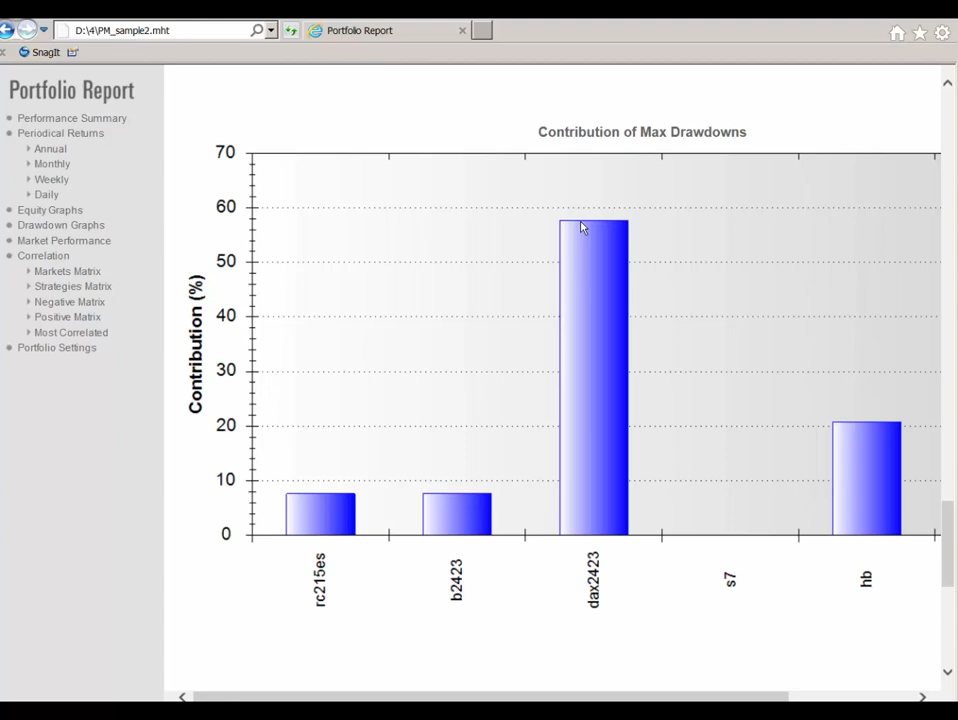 D:\4\PM_sample2.mht
Portfolio Report
SnagIt
Portfolio Report
Performance Summary
Periodical Returns
Annual
Monthly
Weekly
Daily
Equity Graphs
Drawdown Graphs
Market Performance
Correlation
Markets Matrix
Strategies Matrix
Negative Matrix
Positive Matrix
Most Correlated
Portfolio Settings
Contribution of Max Drawdowns
Contribution (%)
70
60
50
40
30
20
10
0
rc215es
b2423
dax2423
s7
hb